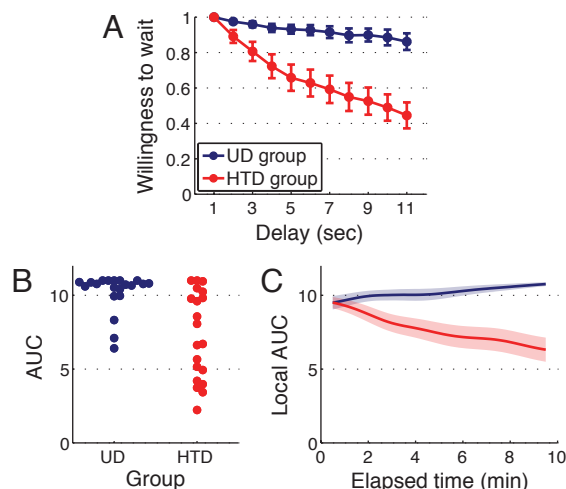 A
Willingness to wait
1
0.8
0.6
0.4
0.2
0
UD group
HTD group
1 3 5 7 9 11
Delay (sec)
B
AUC
10
5
0
UD HTD
Group
C
Local AUC
10
5
0
0 2 4 6 8 10
Elapsed time (min)